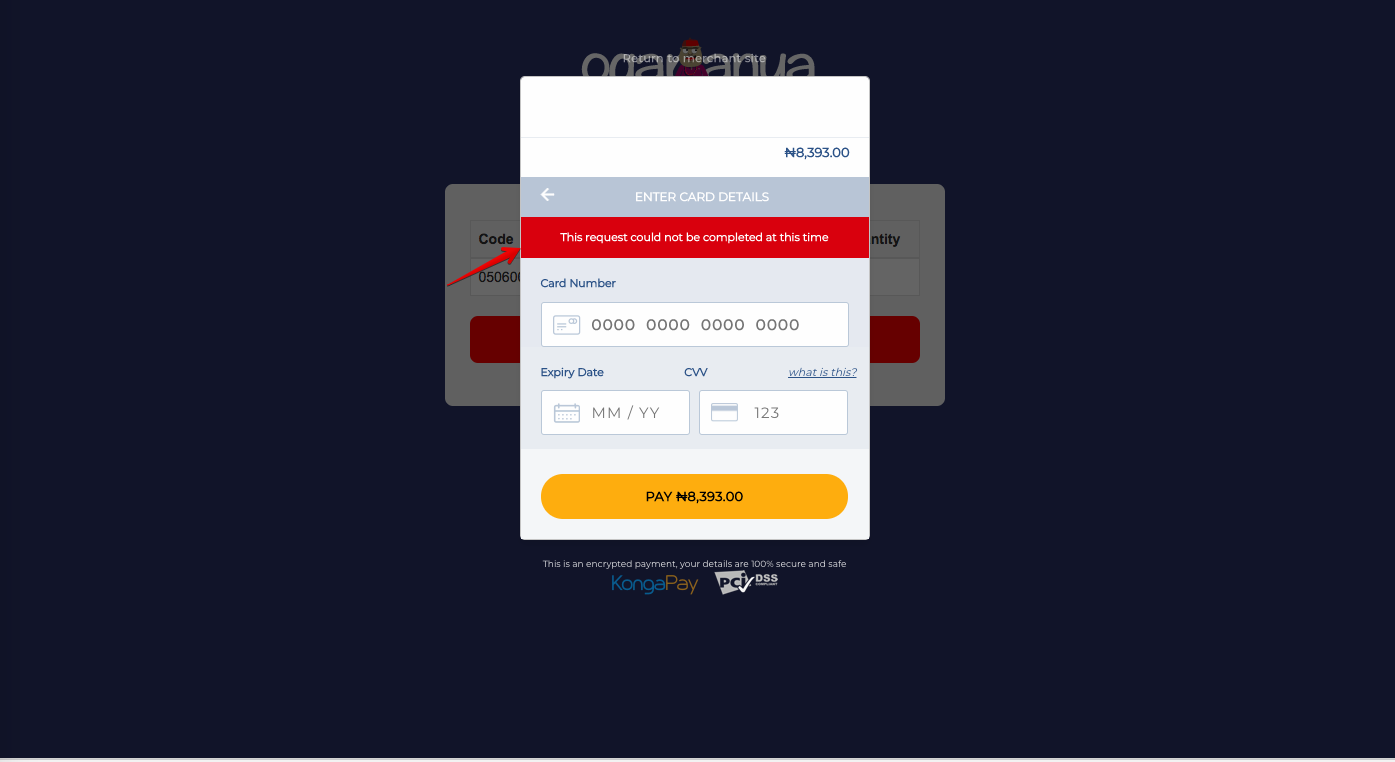 Return to merchant site
₦8,393.00
ENTER CARD DETAILS
Code
ntity
This request could not be completed at this time
05060
Card Number
0000 0000 0000 0000
Expiry Date CVV what is this?
MM / YY 123
PAY ₦8,393.00
This is an encrypted payment, your details are 100% secure and safe
KongaPay PCI DSS COMPLIANT